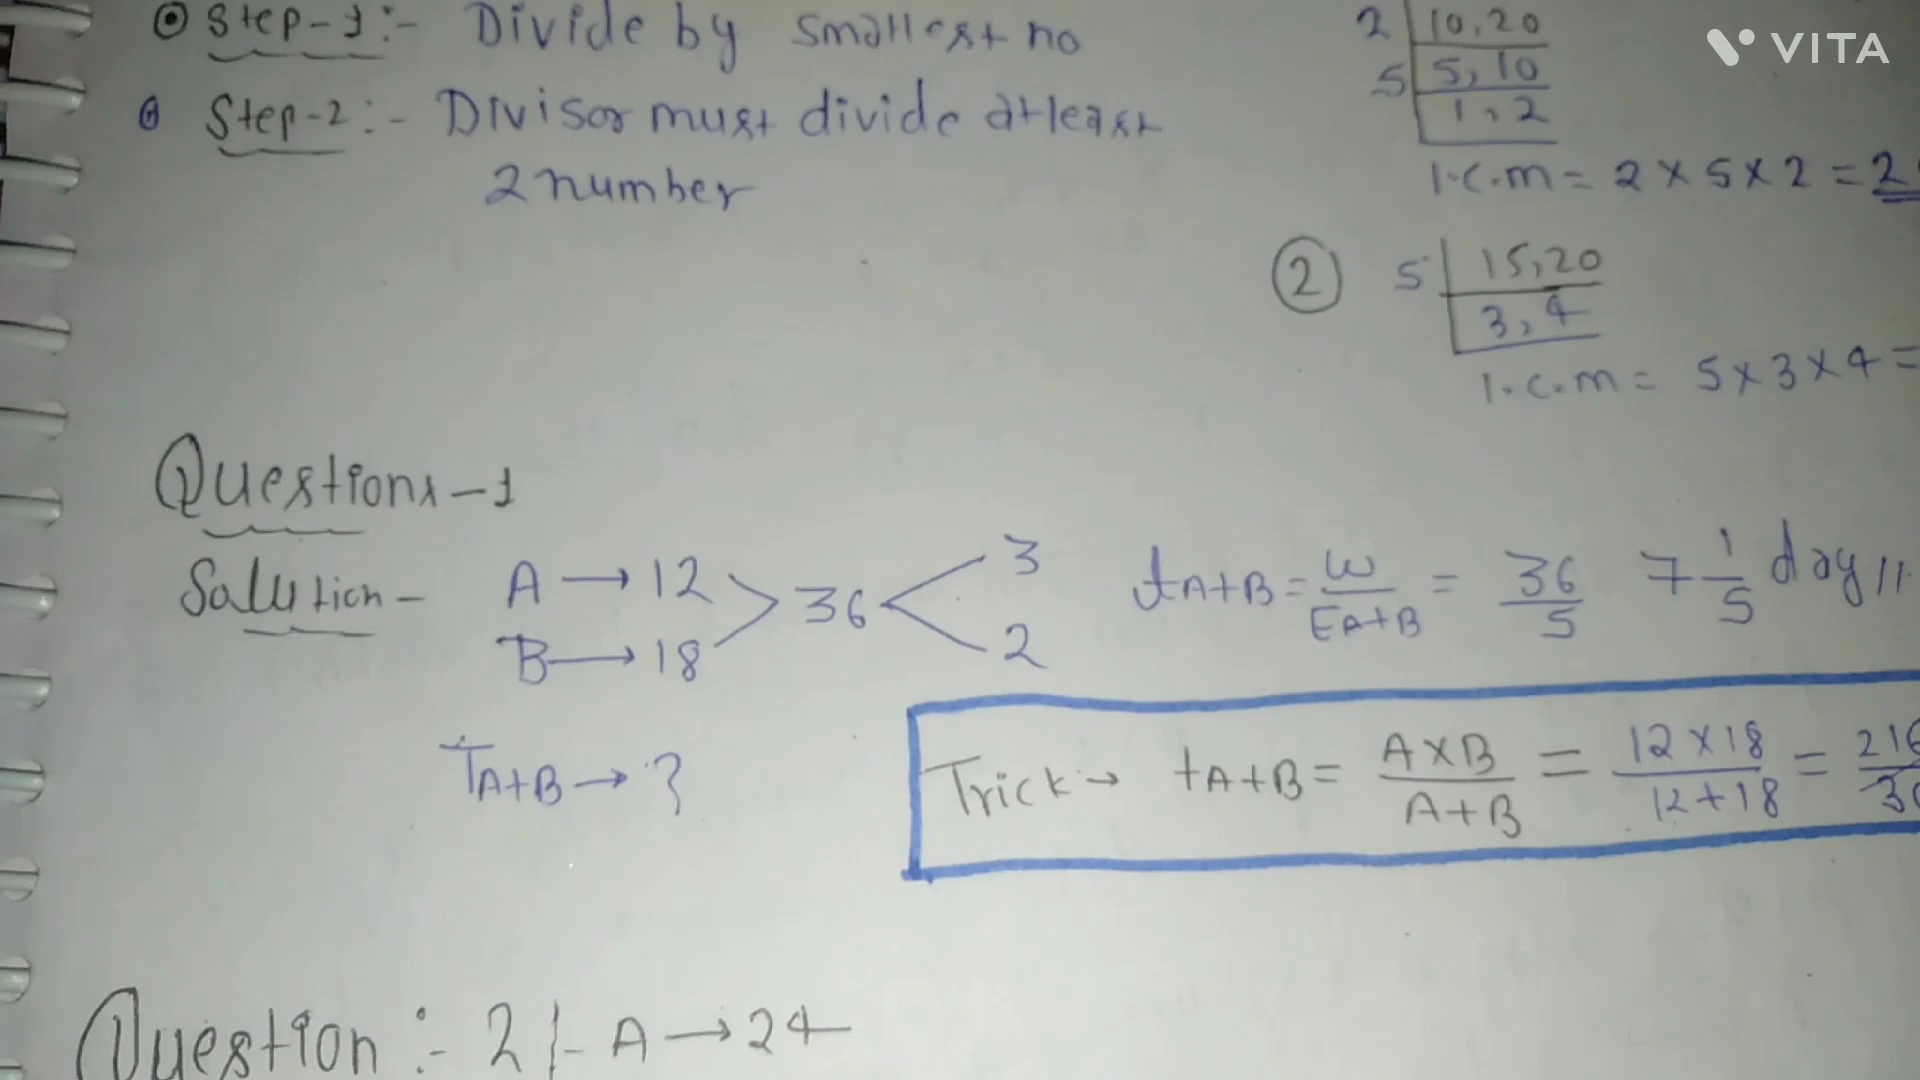 Step-1:- Divide by smallest no
Step-2:- Divisor must divide atleast
2 number
2 | 10, 20
5 | 5, 10
1, 2
l.c.m = 2 × 5 × 2 =
② 5 | 15, 20
3, 4
l.c.m = 5 × 3 × 4 =
VITA
Questions-1
Solution - A → 12
B → 18
36
3
2
tA+B = W/EA+B = 36/5 7 1/5 day //
TA+B → ?
Trick → tA+B = A×B/A+B = 12×18/12+18 =
Question :- 2 /- A → 24